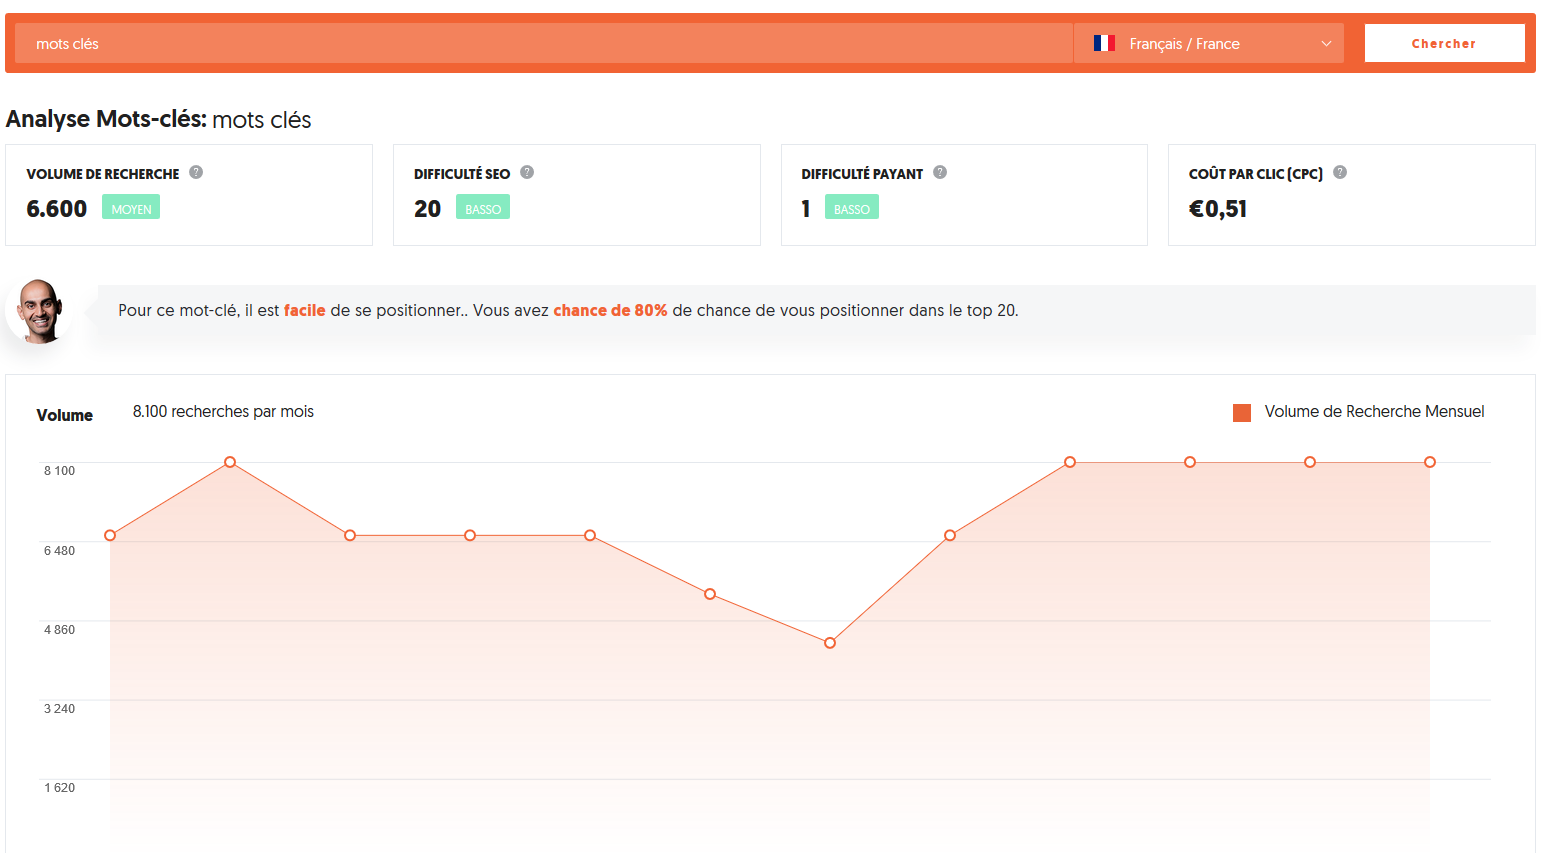 mots clés
Français / France
Chercher
Analyse Mots-clés: mots clés
VOLUME DE RECHERCHE ?
6.600 MOYEN
DIFFICULTÉ SEO ?
20 BASSO
DIFFICULTÉ PAYANT ?
1 BASSO
COÛT PAR CLIC (CPC) ?
€0,51
Pour ce mot-clé, il est facile de se positionner.. Vous avez chance de 80% de chance de vous positionner dans le top 20.
Volume
8.100 recherches par mois
Volume de Recherche Mensuel
8 100
6 480
4 860
3 240
1 620